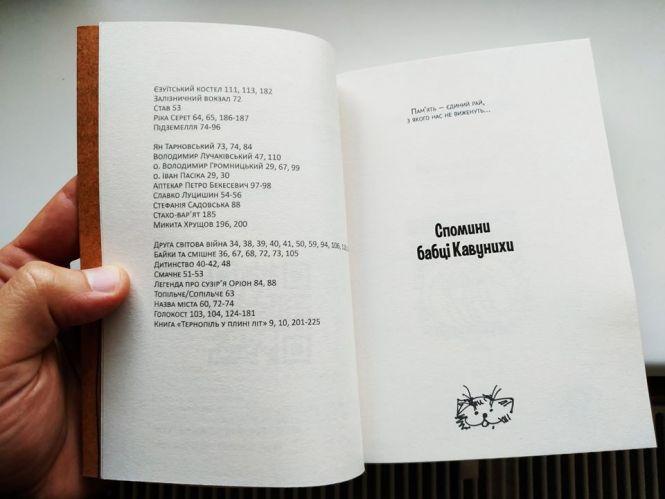 Єзуїтський костел 111, 113, 182
Залізничний вокзал 72
Став 53
Ріка Серет 64, 65, 186-187
Підземелля 74-96
Ян Тарновський 73, 74, 84
Володимир Лучаківський 47, 110
о. Володимир Громницький 29, 67, 99
о. Іван Пасіка 29, 30
Аптекар Петро Бекесевич 97-98
Славко Луцишин 54-56
Стефанія Садовська 88
Стахо-вар'ят 185
Микита Хрущов 196, 200
Друга світова війна 34, 38, 39, 40, 41, 50, 59, 94, 106,
Байки та смішне 36, 67, 68, 72, 73, 105
Дитинство 40-42, 48
Смачне 51-53
Легенда про сузір'я Оріон 84, 88
Топільче/Сопільче 63
Назва міста 60, 72-74
Голокост 103, 104, 124-181
Книга «Тернопіль у плині літ» 9, 10, 201-225
Пам'ять — єдиний рай,
з якого нас не виженуть...
Спомини
бабці Кавунихи